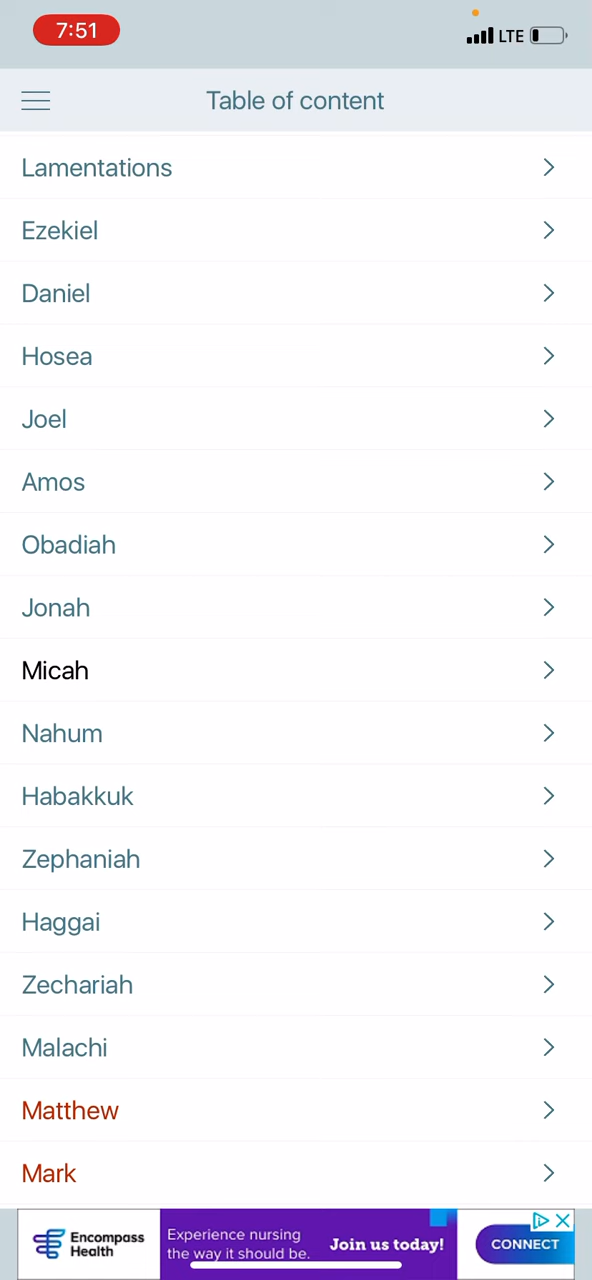 7:51
LTE
Table of content
Lamentations
Ezekiel
Daniel
Hosea
Joel
Amos
Obadiah
Jonah
Micah
Nahum
Habakkuk
Zephaniah
Haggai
Zechariah
Malachi
Matthew
Mark
Encompass
Health
Experience nursing
the way it should be.
Join us today!
CONNECT